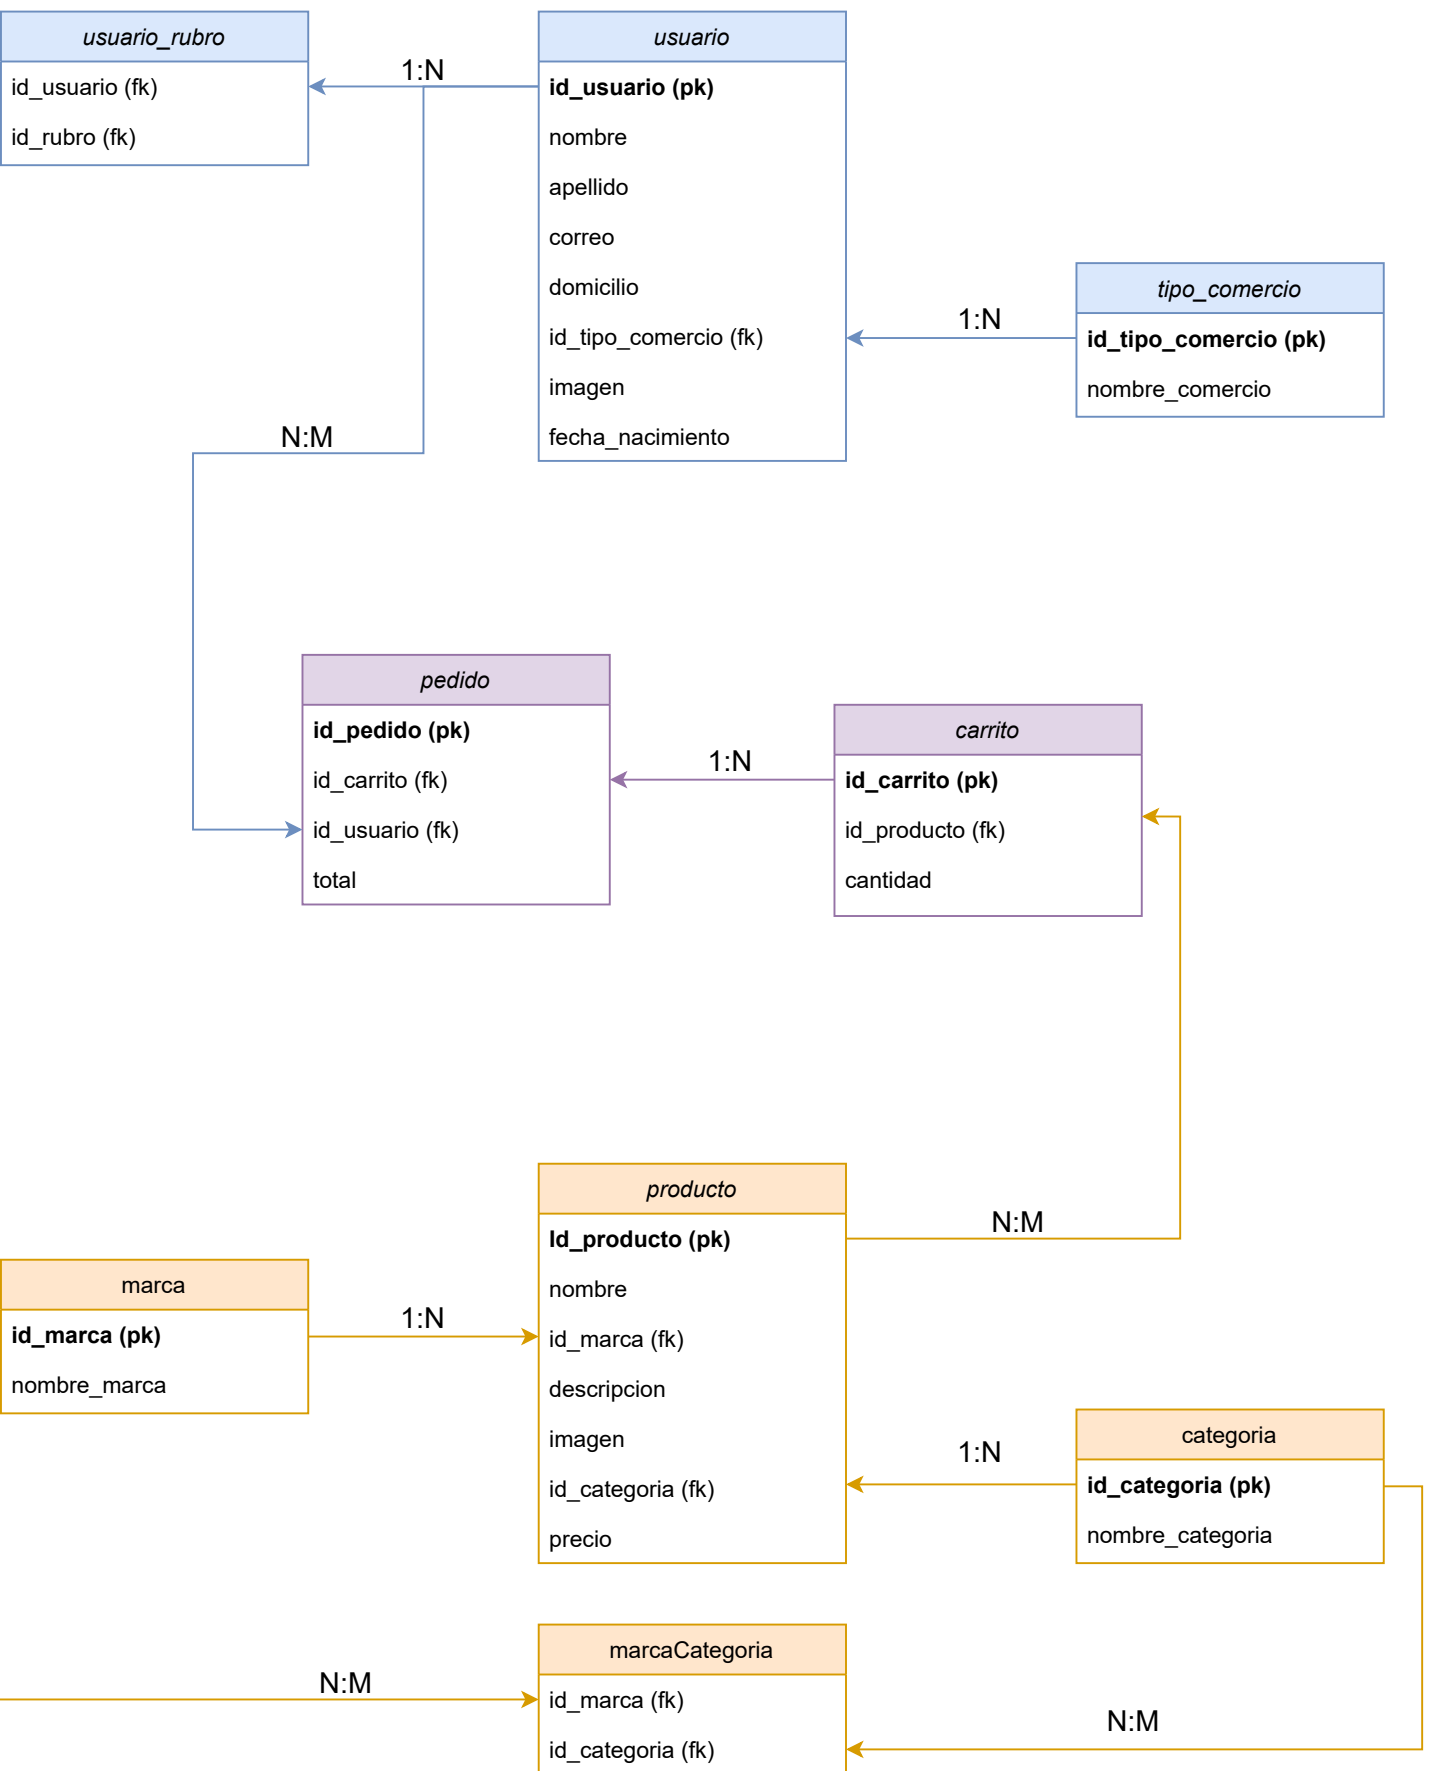 usuario_rubro
id_usuario (fk)
id_rubro (fk)
1:N
usuario
id_usuario (pk)
nombre
apellido
correo
domicilio
id_tipo_comercio (fk)
imagen
fecha_nacimiento
1:N
tipo_comercio
id_tipo_comercio (pk)
nombre_comercio
N:M
pedido
id_pedido (pk)
id_carrito (fk)
id_usuario (fk)
total
1:N
carrito
id_carrito (pk)
id_producto (fk)
cantidad
N:M
marca
id_marca (pk)
nombre_marca
1:N
producto
Id_producto (pk)
nombre
id_marca (fk)
descripcion
imagen
id_categoria (fk)
precio
1:N
categoria
id_categoria (pk)
nombre_categoria
N:M
marcaCategoria
id_marca (fk)
id_categoria (fk)
N:M